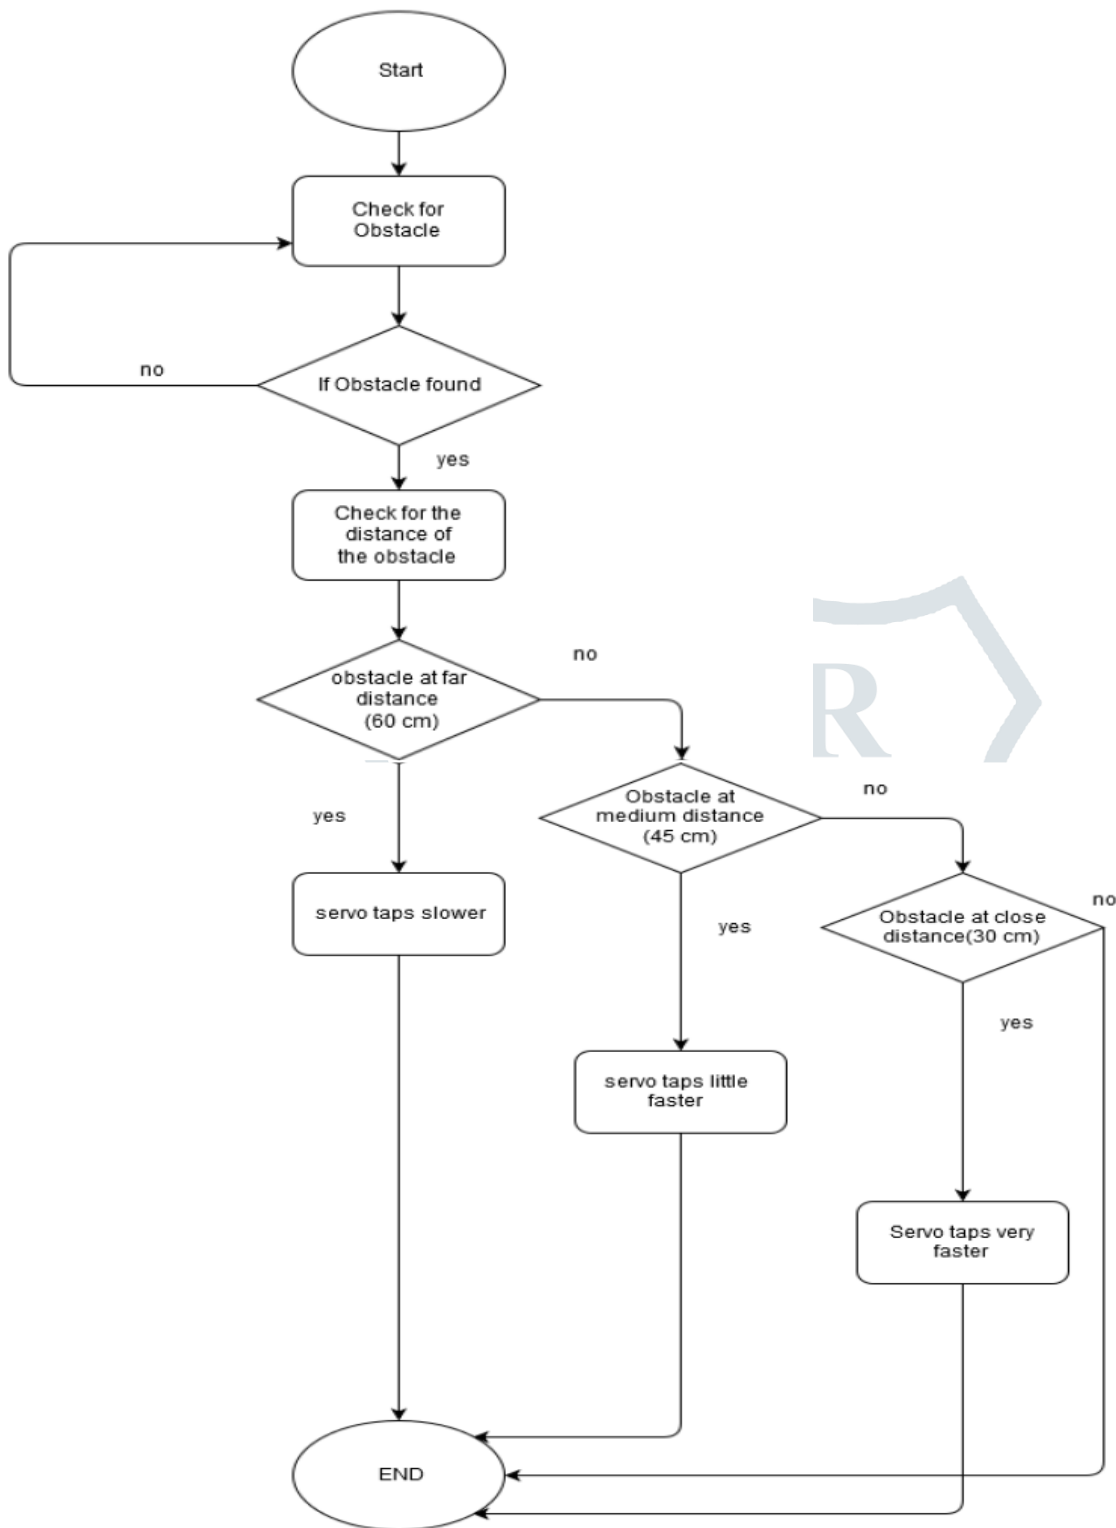 Start
Check for
Obstacle
no
If Obstacle found
yes
Check for the
distance of
the obstacle
no
obstacle at far
distance
(60 cm)
no
Obstacle at
medium distance
(45 cm)
yes
no
Obstacle at close
distance(30 cm)
servo taps slower
yes
yes
servo taps little
faster
Servo taps very
faster
END
R